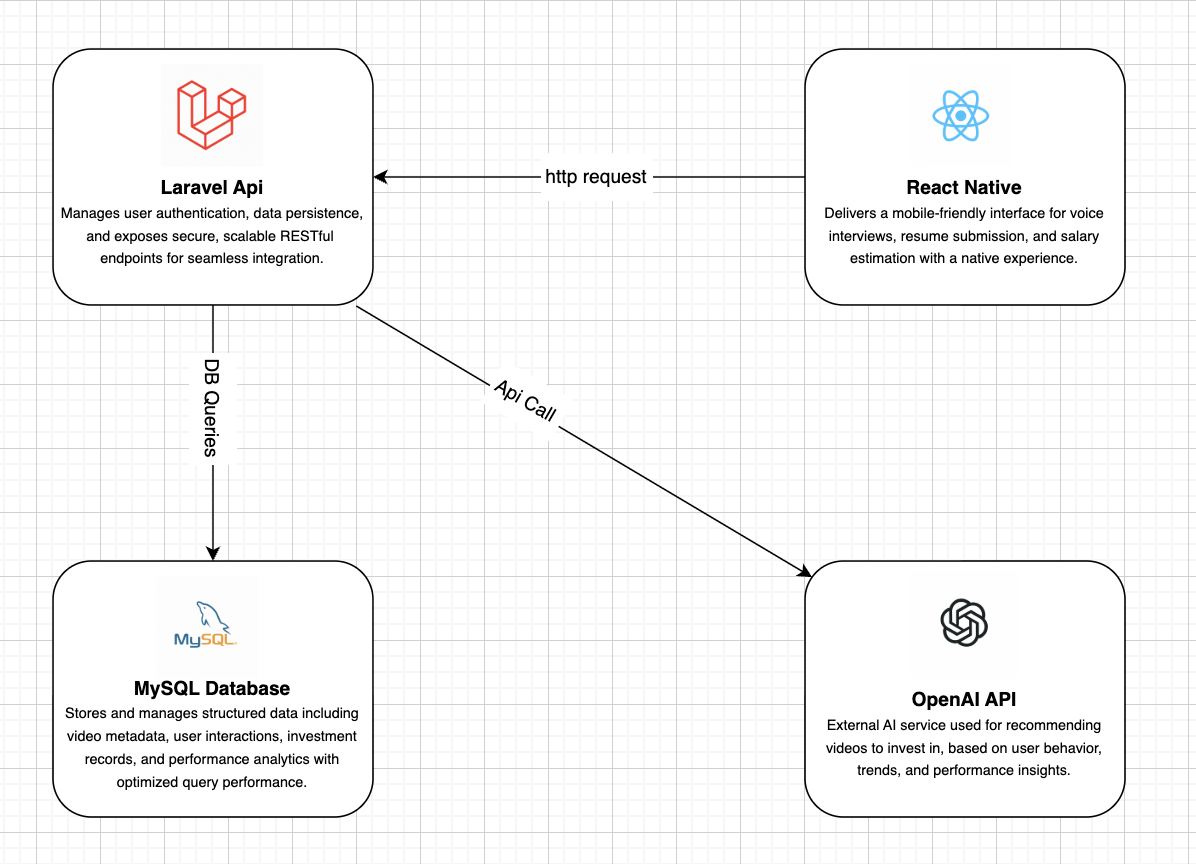 Laravel Api
Manages user authentication, data persistence,
and exposes secure, scalable RESTful
endpoints for seamless integration.
http request
React Native
Delivers a mobile-friendly interface for voice
interviews, resume submission, and salary
estimation with a native experience.
DB Queries
Api Call
MySQL
MySQL Database
Stores and manages structured data including
video metadata, user interactions, investment
records, and performance analytics with
optimized query performance.
OpenAI API
External AI service used for recommending
videos to invest in, based on user behavior,
trends, and performance insights.